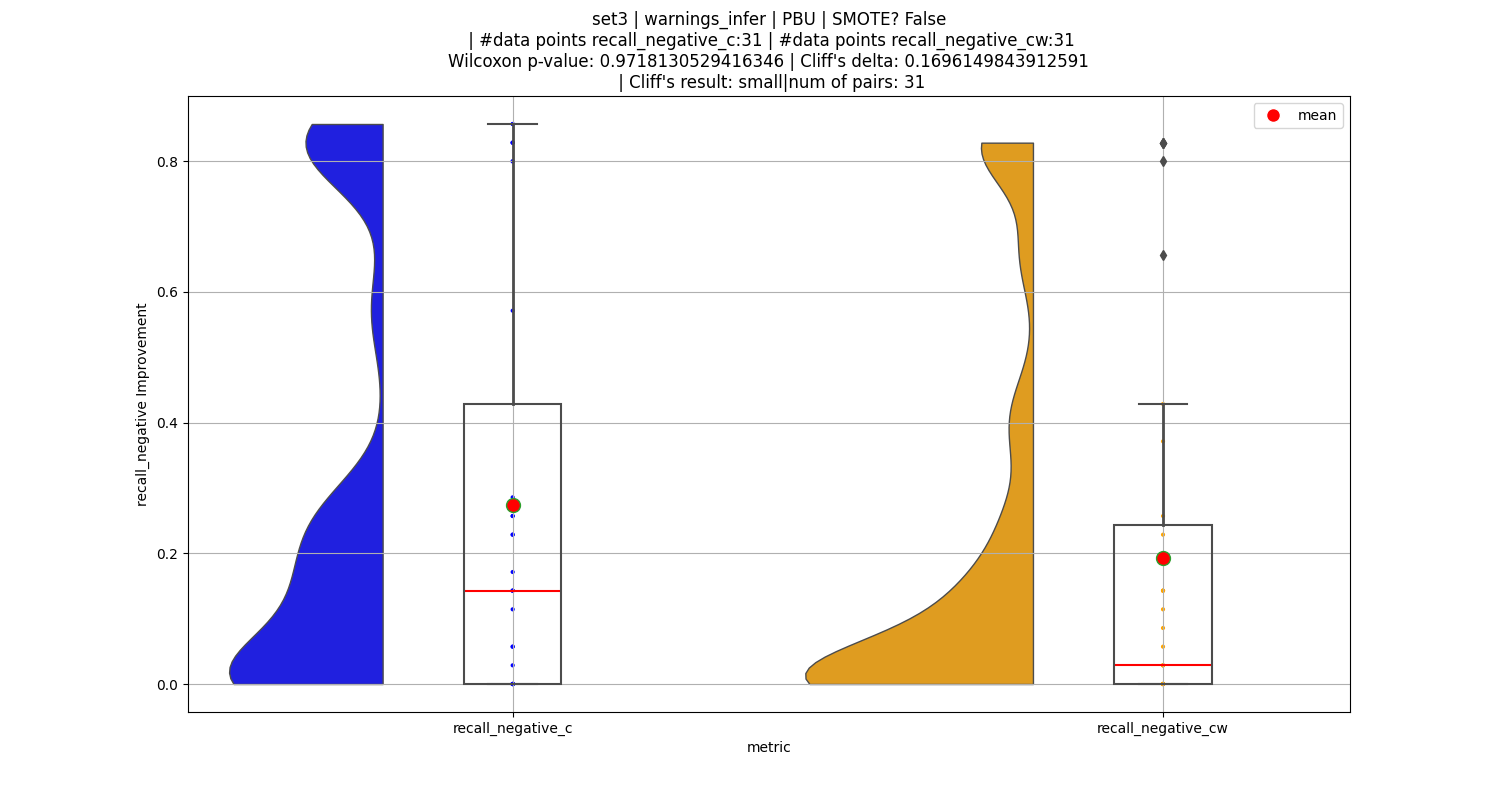 set3 | warnings_infer | PBU | SMOTE? False
| #data points recall_negative_c:31 | #data points recall_negative_cw:31
Wilcoxon p-value: 0.9718130529416346 | Cliff's delta: 0.1696149843912591
| Cliff's result: small|num of pairs: 31
mean
0.8
0.6
0.4
0.2
0.0
recall_negative Improvement
recall_negative_c
recall_negative_cw
metric